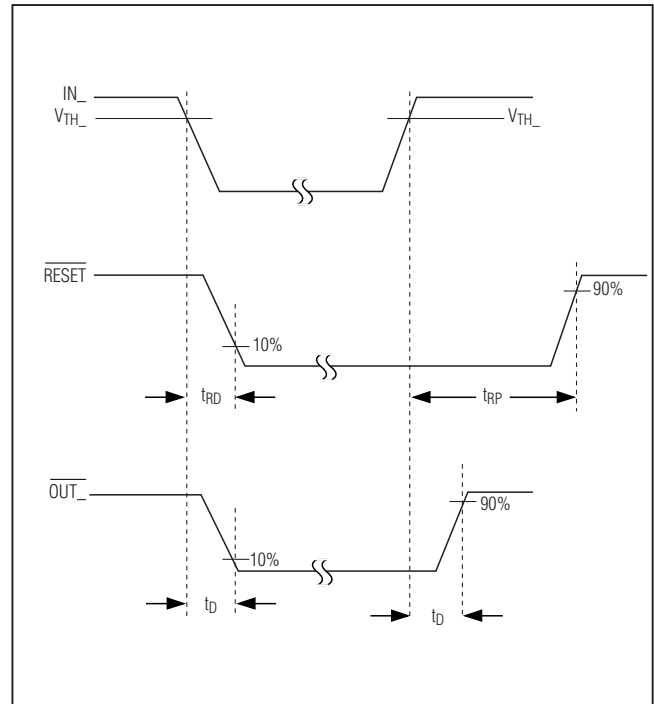 IN_
VTH_
VTH_
RESET
90%
10%
tRD
tRP
OUT_
90%
10%
tD
tD